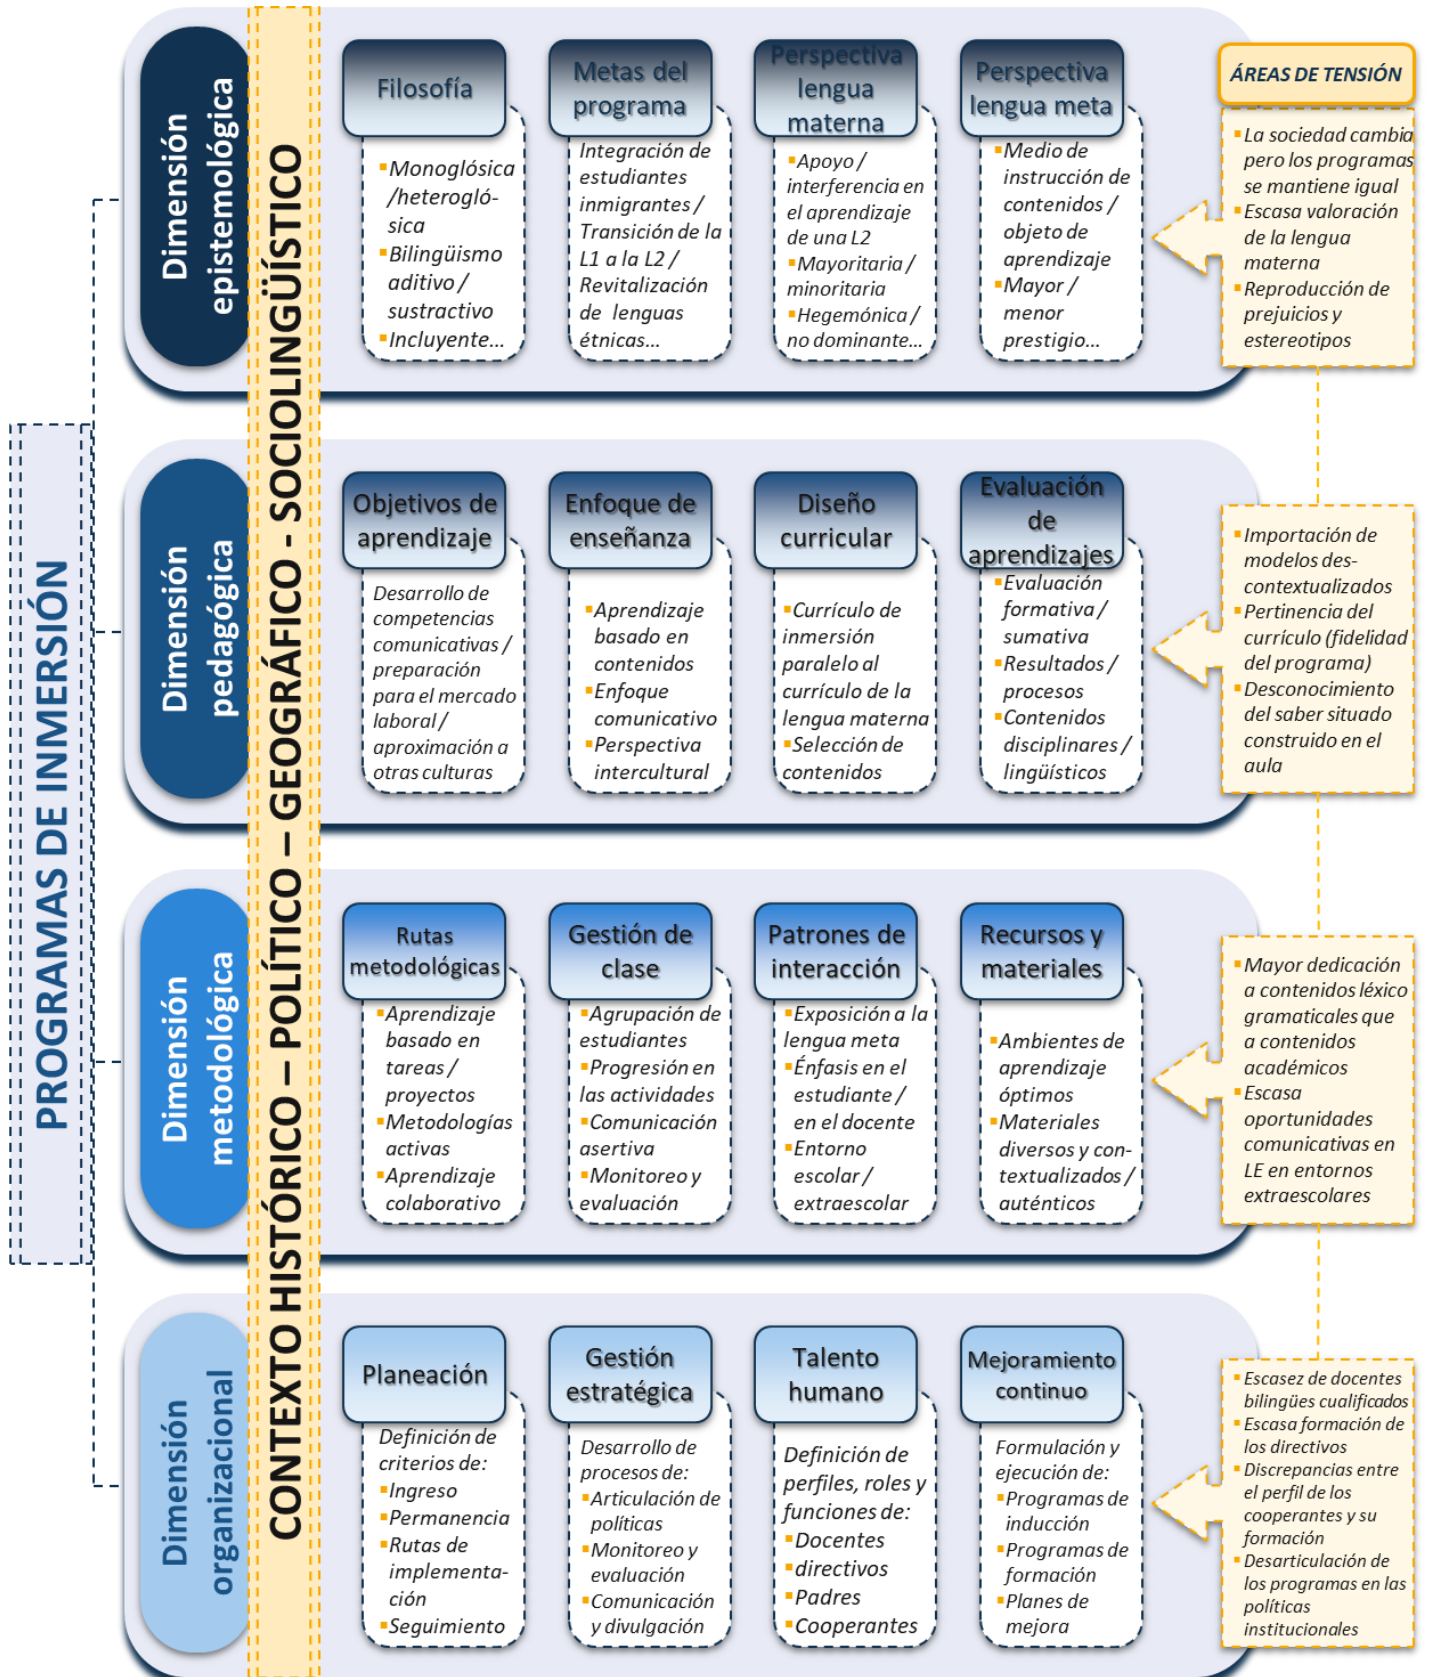 PROGRAMAS DE INMERSIÓN
CONTEXTO HISTÓRICO – POLÍTICO – GEOGRÁFICO - SOCIOLINGÜÍSTICO
Dimensión
epistemológica
Filosofía
▪Monoglósica
/heterogló-
sica
▪Bilingüismo
aditivo /
sustractivo
▪Incluyente...
Metas del
programa
Integración de
estudiantes
inmigrantes /
Transición de la
L1 a la L2 /
Revitalización
de lenguas
étnicas...
Perspectiva
lengua
materna
▪Apoyo /
interferencia en
el aprendizaje
de una L2
▪Mayoritaria /
minoritaria
▪Hegemónica /
no dominante...
Perspectiva
lengua meta
▪Medio de
instrucción de
contenidos /
objeto de
aprendizaje
▪Mayor /
menor
prestigio...
ÁREAS DE TENSIÓN
▪La sociedad cambia
pero los programas
se mantiene igual
▪Escasa valoración
de la lengua
materna
▪Reproducción de
prejuicios y
estereotipos
Dimensión
pedagógica
Objetivos de
aprendizaje
Desarrollo de
competencias
comunicativas /
preparación
para el mercado
laboral /
aproximación a
otras culturas
Enfoque de
enseñanza
▪Aprendizaje
basado en
contenidos
▪Enfoque
comunicativo
▪Perspectiva
intercultural
Diseño
curricular
▪Currículo de
inmersión
paralelo al
currículo de la
lengua materna
▪Selección de
contenidos
Evaluación
de
aprendizajes
▪Evaluación
formativa /
sumativa
▪Resultados /
procesos
▪Contenidos
disciplinares /
lingüísticos
▪Importación de
modelos des-
contextualizados
▪Pertinencia del
currículo (fidelidad
del programa)
▪Desconocimiento
del saber situado
construido en el
aula
Dimensión
metodológica
Rutas
metodológicas
▪Aprendizaje
basado en
tareas /
proyectos
▪Metodologías
activas
▪Aprendizaje
colaborativo
Gestión de
clase
▪Agrupación de
estudiantes
▪Progresión en
las actividades
▪Comunicación
asertiva
▪Monitoreo y
evaluación
Patrones de
interacción
▪Exposición a la
lengua meta
▪Énfasis en el
estudiante /
en el docente
▪Entorno
escolar /
extraescolar
Recursos y
materiales
▪Ambientes de
aprendizaje
óptimos
▪Materiales
diversos y con-
textualizados /
auténticos
▪Mayor dedicación
a contenidos léxico
gramaticales que
a contenidos
académicos
▪Escasa
oportunidades
comunicativas en
LE en entornos
extraescolares
Dimensión
organizacional
Planeación
Definición de
criterios de:
▪Ingreso
▪Permanencia
▪Rutas de
implementa-
ción
▪Seguimiento
Gestión
estratégica
Desarrollo de
procesos de:
▪Articulación de
políticas
▪Monitoreo y
evaluación
▪Comunicación
y divulgación
Talento
humano
Definición de
perfiles, roles y
funciones de:
▪Docentes
▪directivos
▪Padres
▪Cooperantes
Mejoramiento
continuo
Formulación y
ejecución de:
▪Programas de
inducción
▪Programas de
formación
▪Planes de
mejora
▪Escasez de docentes
bilingües cualificados
▪Escasa formación de
los directivos
▪Discrepancias entre
el perfil de los
cooperantes y su
formación
▪Desarticulación de
los programas en las
políticas
institucionales